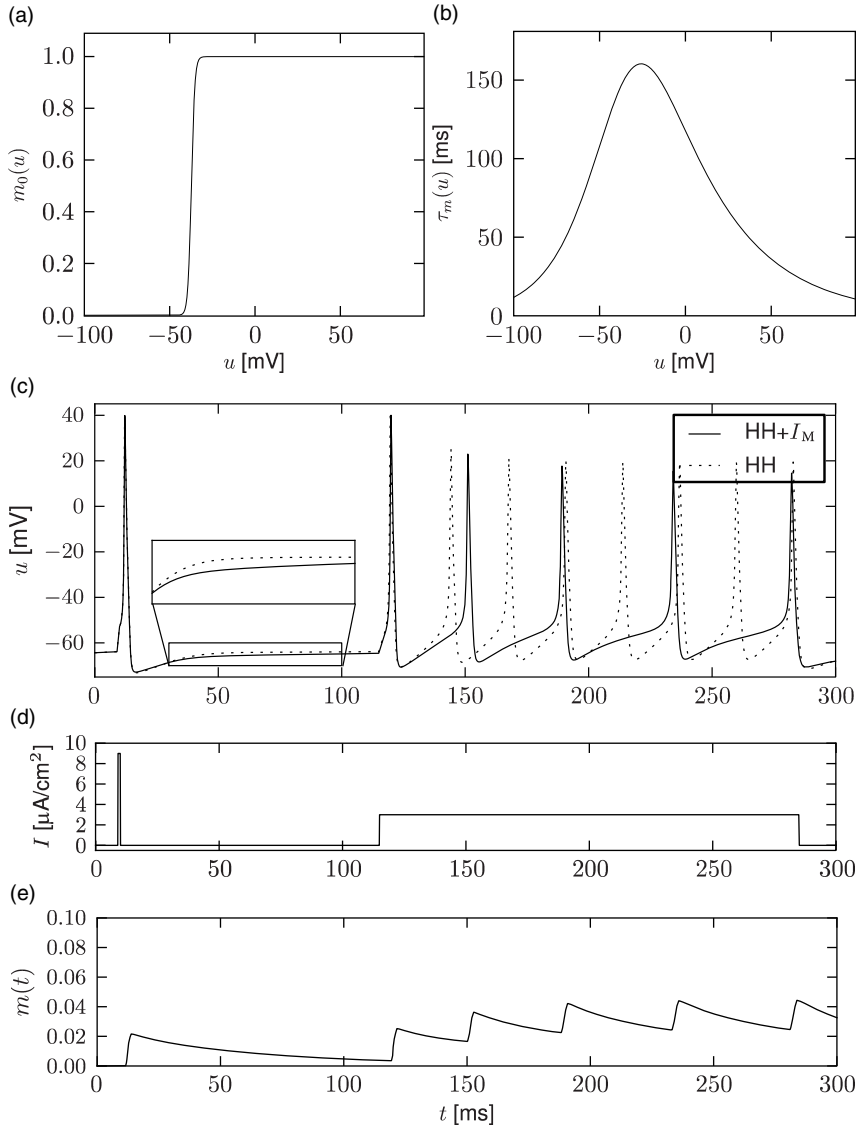 (a)
1.0
0.8
0.6
0.4
0.2
0.0
m₀(u)
−100 −50 0 50
u [mV]
(b)
150
100
50
0
τₘ(u) [ms]
−100 −50 0 50
u [mV]
(c)
40
20
0
−20
−40
−60
u [mV]
HH+I_M
HH
0 50 100 150 200 250 300
(d)
10
8
6
4
2
0
I [µA/cm²]
0 50 100 150 200 250 300
(e)
0.10
0.08
0.06
0.04
0.02
0.00
m(t)
0 50 100 150 200 250 300
t [ms]